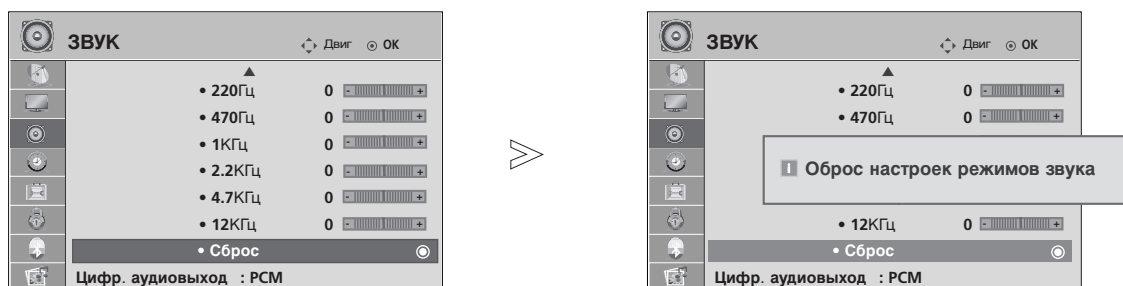 ЗВУК Двиг OK
• 220Гц 0 - +
• 470Гц 0 - +
• 1КГц 0 - +
• 2.2КГц 0 - +
• 4.7КГц 0 - +
• 12КГц 0 - +
• Сброс
Цифр. аудиовыход : PCM
ЗВУК Двиг OK
• 220Гц 0 - +
• 470Гц 0 - +
Оброс настроек режимов звука
• 12КГц 0 - +
• Сброс
Цифр. аудиовыход : PCM